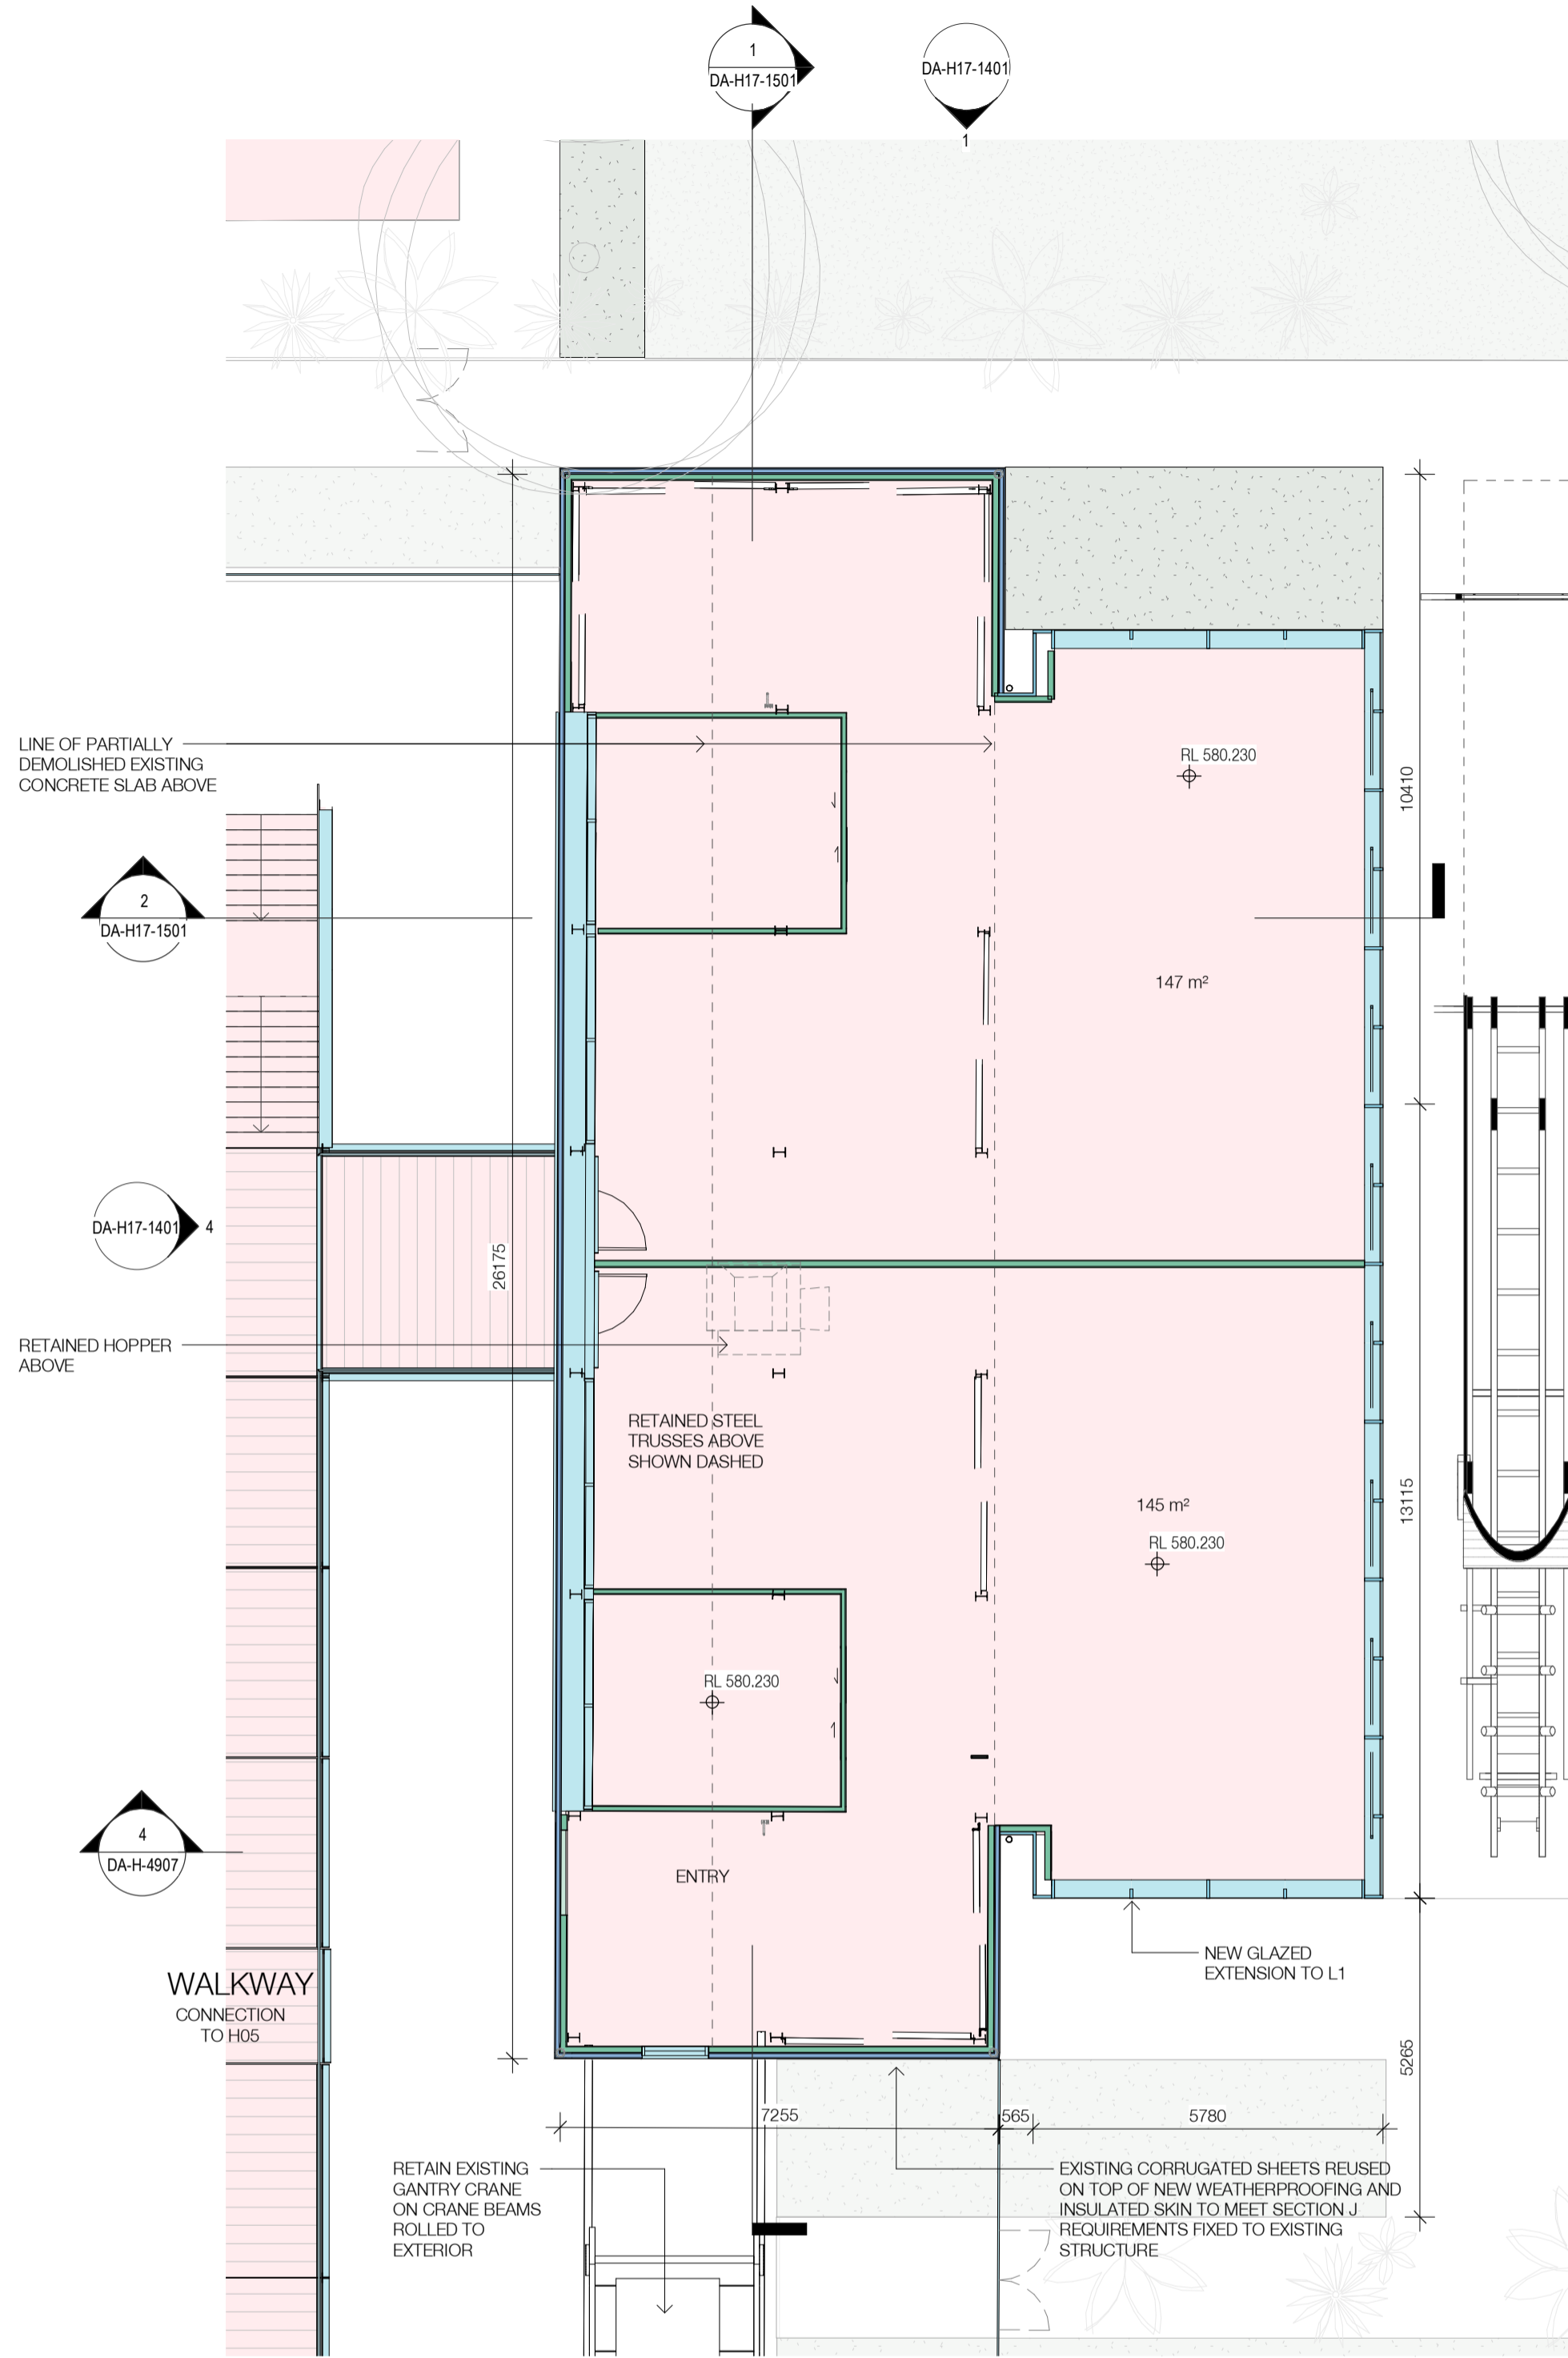 1
DA-H17-1501
DA-H17-1401
1
LINE OF PARTIALLY
DEMOLISHED EXISTING
CONCRETE SLAB ABOVE
RL 580.230
10410
2
DA-H17-1501
147 m²
DA-H17-1401
4
26175
RETAINED HOPPER
ABOVE
RETAINED STEEL
TRUSSES ABOVE
SHOWN DASHED
145 m²
13115
RL 580.230
RL 580.230
4
DA-H-4907
ENTRY
NEW GLAZED
EXTENSION TO L1
WALKWAY
CONNECTION
TO H05
5265
7255
565
5780
RETAIN EXISTING
GANTRY CRANE
ON CRANE BEAMS
ROLLED TO
EXTERIOR
EXISTING CORRUGATED SHEETS REUSED
ON TOP OF NEW WEATHERPROOFING AND
INSULATED SKIN TO MEET SECTION J
REQUIREMENTS FIXED TO EXISTING
STRUCTURE